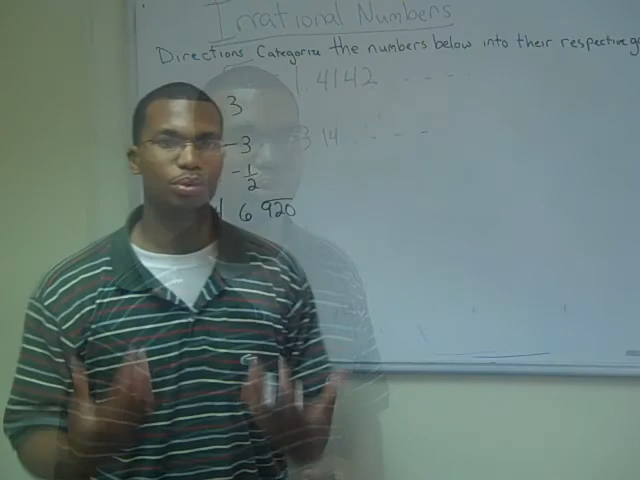 Irrational Numbers
Directions: Categorize the numbers below into their respective
1.4142 . . . .
3
-3 3 14 . . . . -
-1/2
6 920